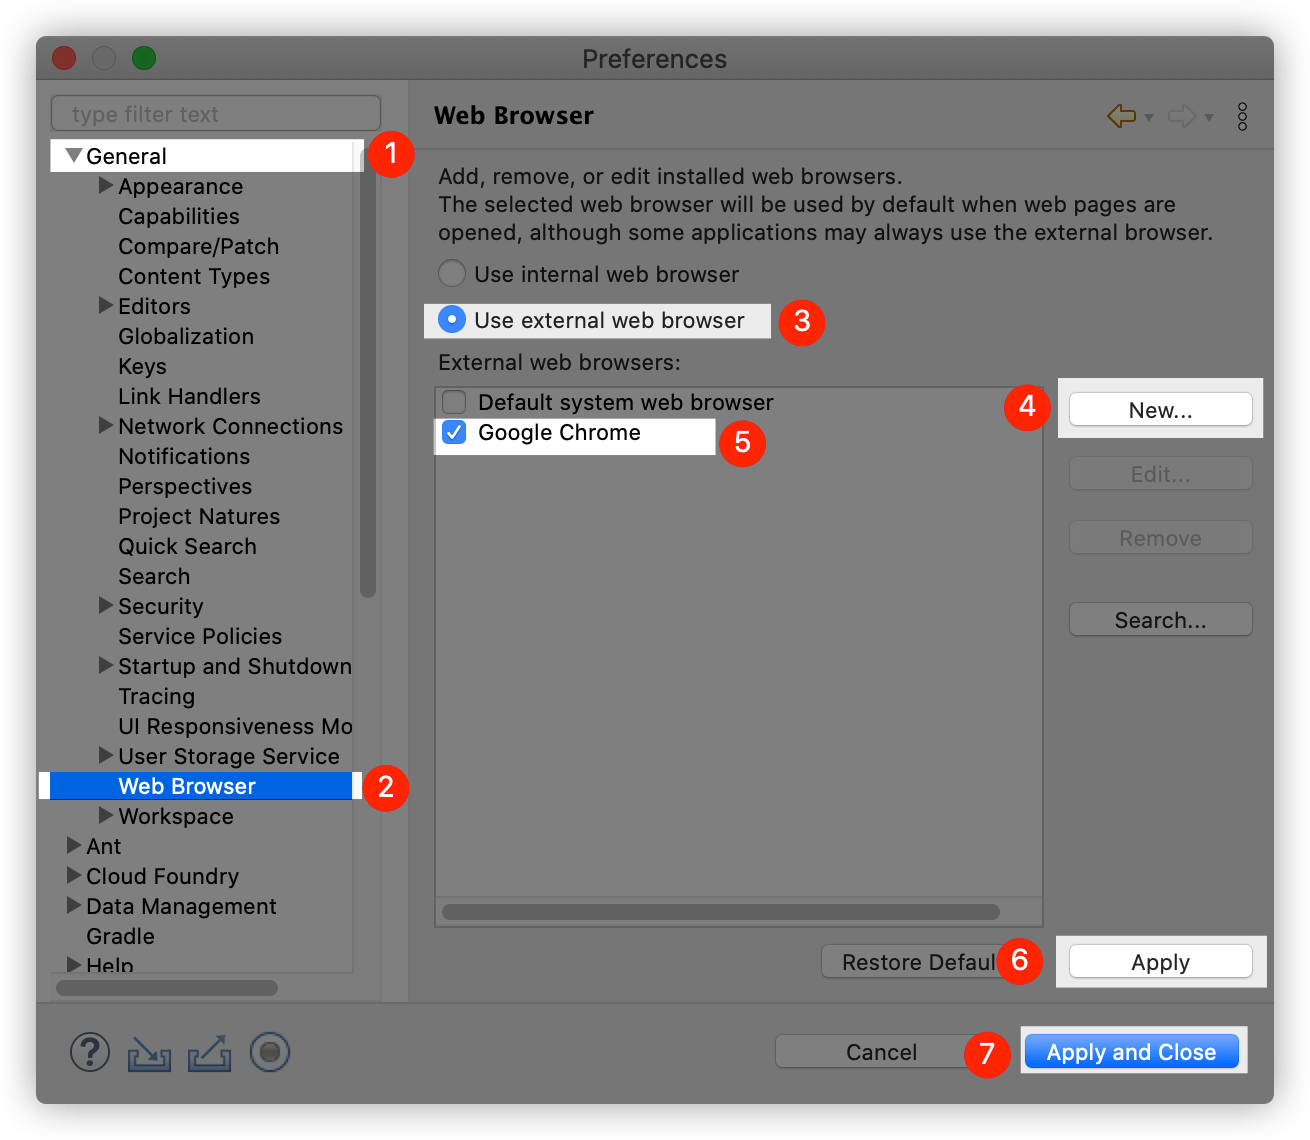 Preferences
type filter text
General
1
Appearance
Capabilities
Compare/Patch
Content Types
Editors
Globalization
Keys
Link Handlers
Network Connections
Notifications
Perspectives
Project Natures
Quick Search
Search
Security
Service Policies
Startup and Shutdown
Tracing
UI Responsiveness Mo
User Storage Service
Web Browser
2
Workspace
Ant
Cloud Foundry
Data Management
Gradle
Help
Web Browser
Add, remove, or edit installed web browsers.
The selected web browser will be used by default when web pages are
opened, although some applications may always use the external browser.
Use internal web browser
Use external web browser
3
External web browsers:
Default system web browser
Google Chrome
5
4
New...
Edit...
Remove
Search...
Restore Defaul
6
Apply
?
Cancel
7
Apply and Close